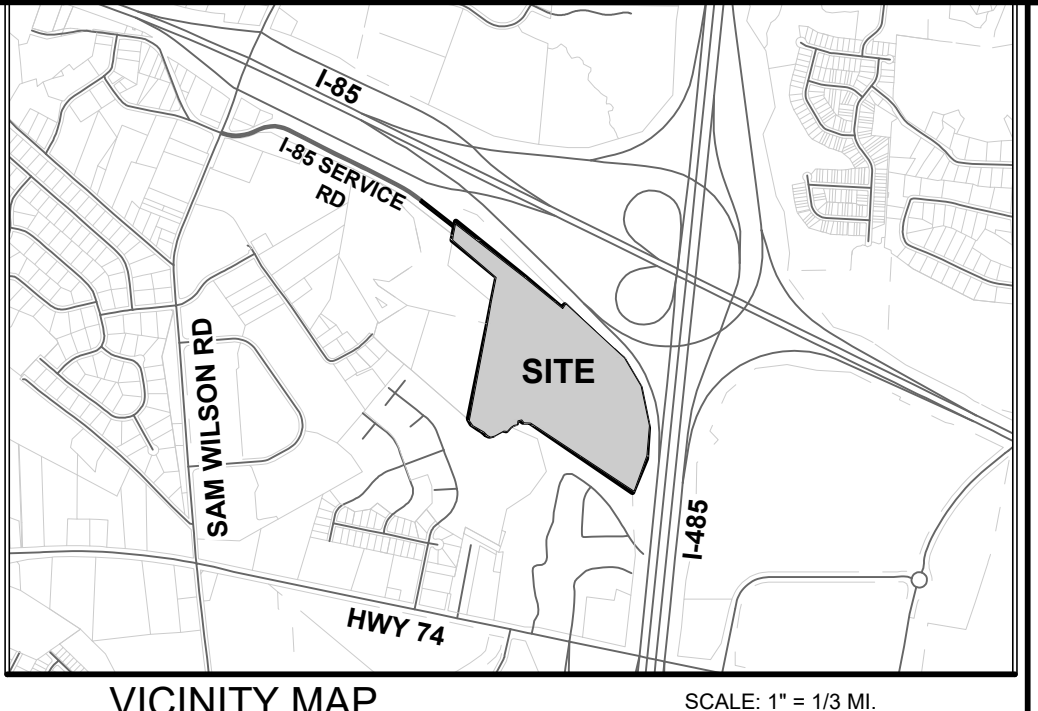 I-85
I-85 SERVICE
RD
SITE
SAM WILSON RD
I-485
HWY 74
VICINITY MAP
SCALE: 1" = 1/3 MI.